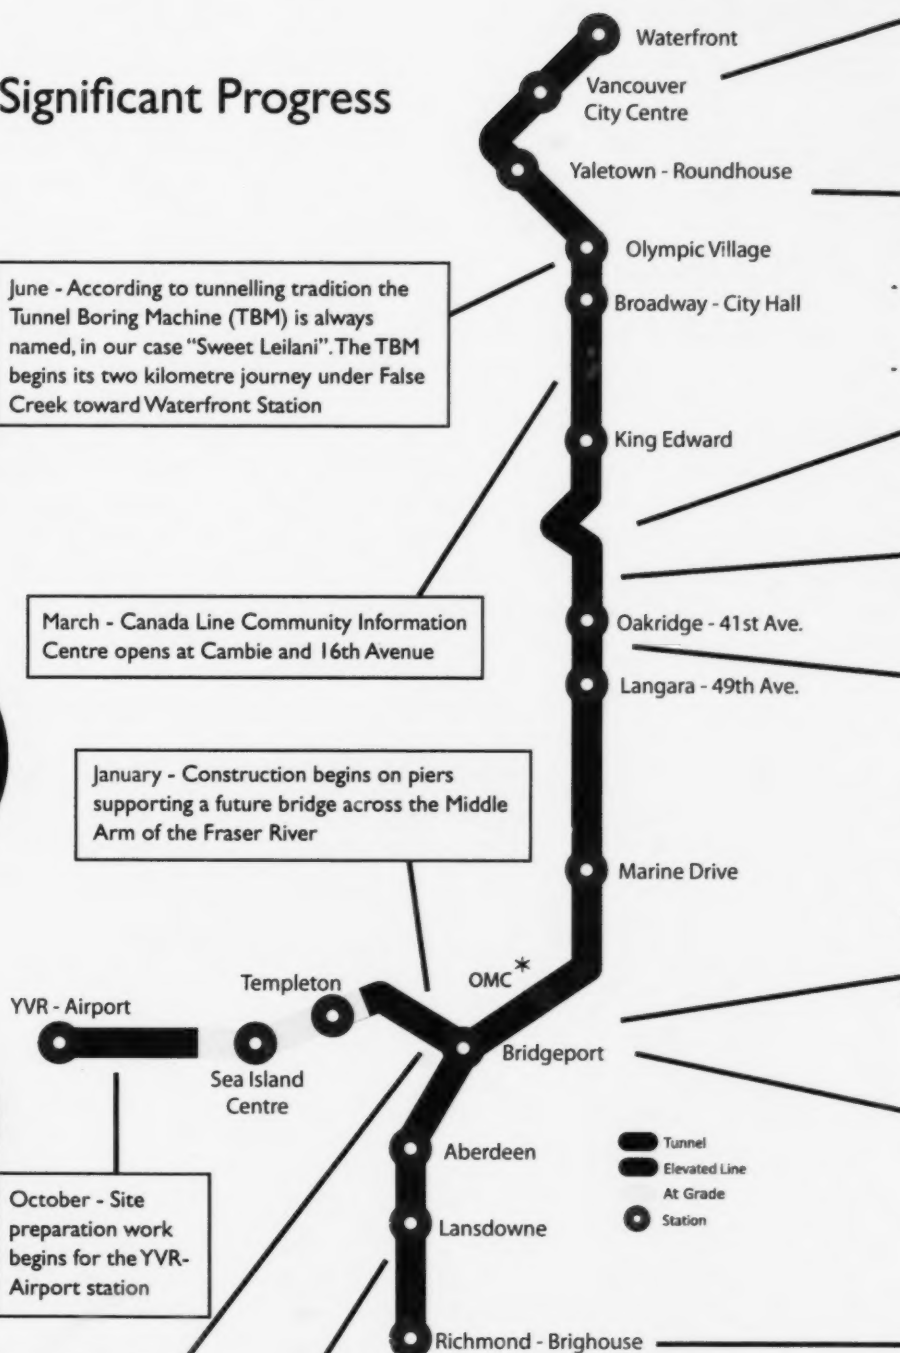 Significant Progress
Waterfront
Vancouver
City Centre
Yaletown - Roundhouse
Olympic Village
Broadway - City Hall
June - According to tunnelling tradition the
Tunnel Boring Machine (TBM) is always
named, in our case “Sweet Leilani”. The TBM
begins its two kilometre journey under False
Creek toward Waterfront Station
King Edward
March - Canada Line Community Information
Centre opens at Cambie and 16th Avenue
Oakridge - 41st Ave.
Langara - 49th Ave.
January - Construction begins on piers
supporting a future bridge across the Middle
Arm of the Fraser River
Marine Drive
OMC *
Templeton
YVR - Airport
Bridgeport
Sea Island
Centre
Aberdeen
Tunnel
Elevated Line
At Grade
Station
Lansdowne
October - Site
preparation work
begins for the YVR-
Airport station
Richmond - Brighouse